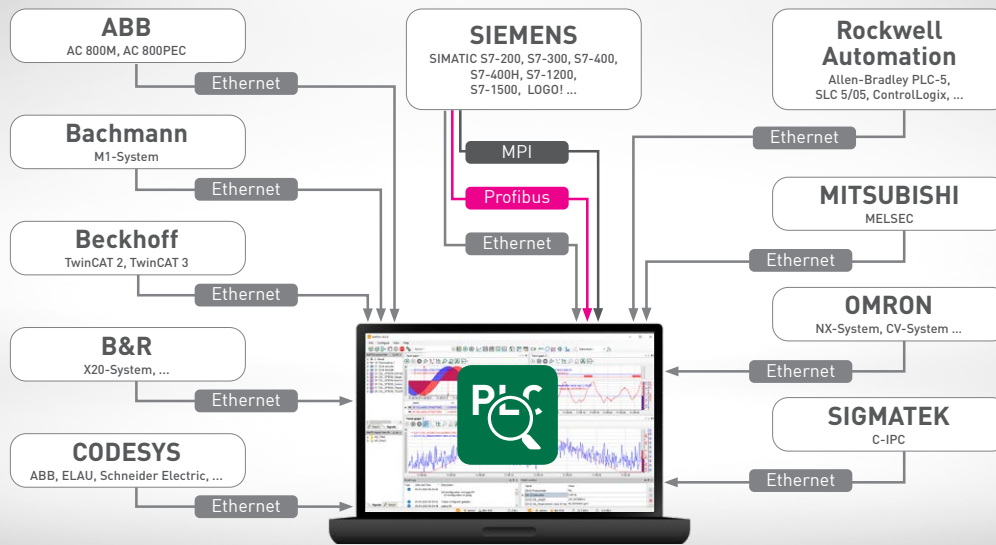 ABB
AC 800M, AC 800PEC
Ethernet
Bachmann
M1-System
Ethernet
Beckhoff
TwinCAT 2, TwinCAT 3
Ethernet
B&R
X20-System, ...
Ethernet
CODESYS
ABB, ELAU, Schneider Electric, ...
Ethernet
SIEMENS
SIMATIC S7-200, S7-300, S7-400,
S7-400H, S7-1200,
S7-1500, LOGO! ...
MPI
Profibus
Ethernet
Rockwell
Automation
Allen-Bradley PLC-5,
SLC 5/05, ControlLogix, ...
Ethernet
MITSUBISHI
MELSEC
Ethernet
OMRON
NX-System, CV-System ...
Ethernet
SIGMATEK
C-IPC
Ethernet
PLC